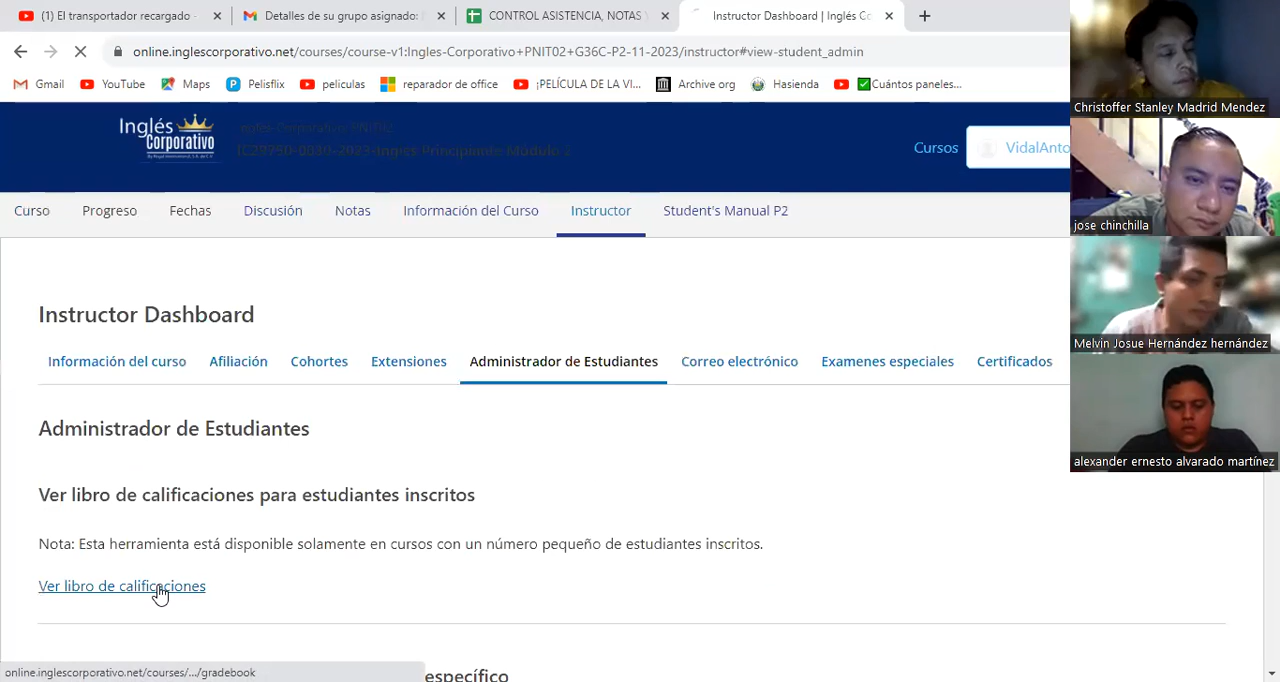 (1) El transportador recargado -
Detalles de su grupo asignado:
CONTROL ASISTENCIA, NOTAS Y
Instructor Dashboard | Inglés Co
online.inglescorporativo.net/courses/course-v1:Ingles-Corporativo+PNIT02+G36C-P2-11-2023/instructor#view-student_admin
Gmail
YouTube
Maps
Pelisflix
películas
reparador de office
¡PELÍCULA DE LA VI...
Archive org
Hasienda
Cuántos paneles...
Inglés
Corporativo
Cursos
VidalAnto
Curso
Progreso
Fechas
Discusión
Notas
Información del Curso
Instructor
Student's Manual P2
Instructor Dashboard
Información del curso
Afiliación
Cohortes
Extensiones
Administrador de Estudiantes
Correo electrónico
Examenes especiales
Certificados
Administrador de Estudiantes
Ver libro de calificaciones para estudiantes inscritos
Nota: Esta herramienta está disponible solamente en cursos con un número pequeño de estudiantes inscritos.
Ver libro de calificaciones
específico
online.inglescorporativo.net/courses/.../gradebook
Christoffer Stanley Madrid Mendez
jose chinchilla
Melvin Josue Hernández hernández
alexander ernesto alvarado martínez